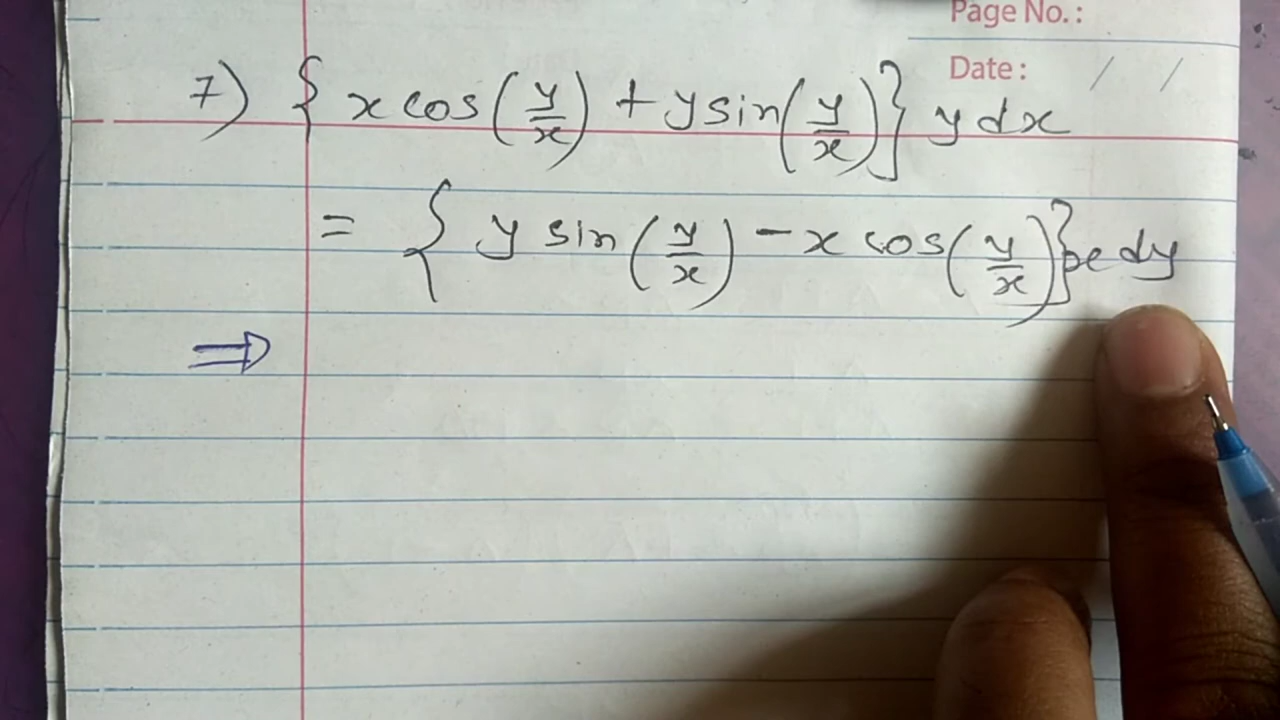 Page No. :
Date : / /
7) { x cos(y/x) + y sin(y/x) } y dx
= { y sin(y/x) - x cos(y/x) } x dy
⇒